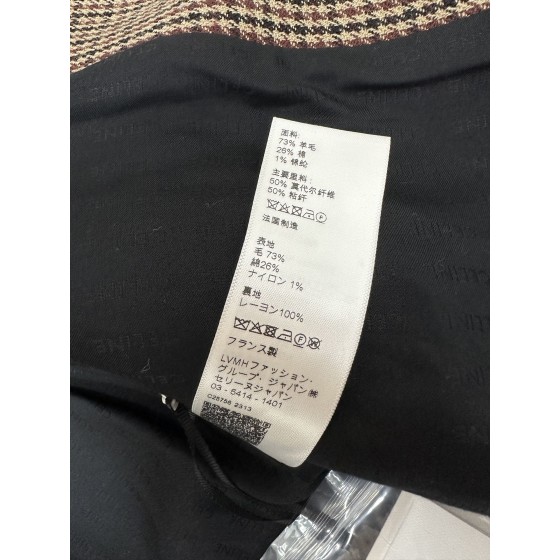 面料:
73% 羊毛
26% 棉
1% 锦纶
主要里料:
50% 莫代尔纤维
50% 粘纤
法国制造
表地
毛 73%
綿26%
ナイロン 1%
裏地
レーヨン100%
フランス製
LVMHファッション・
グループ・ジャパン㈱
セリーヌジャパン
03 - 6414 - 1401
C25756 2313